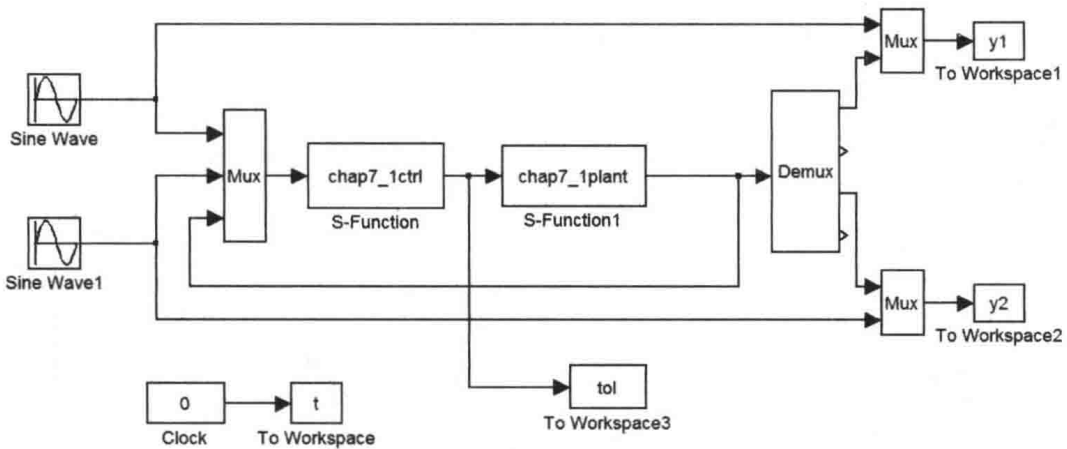 Mux
y1
To Workspace1
Sine Wave
Mux
chap7_1ctrl
S-Function
chap7_1plant
S-Function1
Demux
Sine Wave1
Mux
y2
To Workspace2
0
Clock
t
To Workspace
tol
To Workspace3